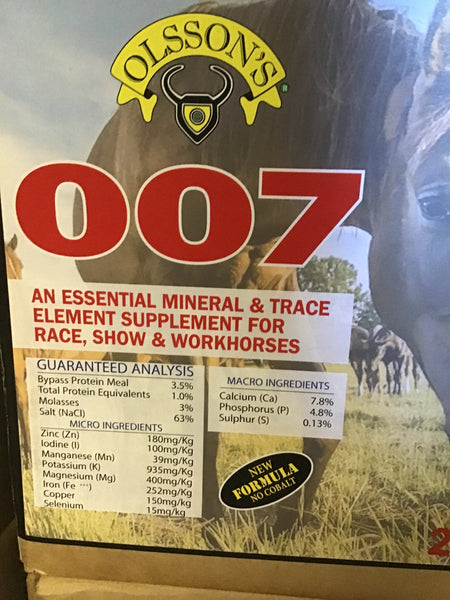 OLSSON'S
®
007
AN ESSENTIAL MINERAL & TRACE
ELEMENT SUPPLEMENT FOR
RACE, SHOW & WORKHORSES
GUARANTEED ANALYSIS
Bypass Protein Meal 3.5%
Total Protein Equivalents 1.0%
Molasses 3%
Salt (NaCl) 63%
MICRO INGREDIENTS
Zinc (Zn) 180mg/Kg
Iodine (I) 100mg/Kg
Manganese (Mn) 39mg/Kg
Potassium (K) 935mg/Kg
Magnesium (Mg) 400mg/Kg
Iron (Fe +++) 252mg/Kg
Copper 150mg/Kg
Selenium 15mg/kg
MACRO INGREDIENTS
Calcium (Ca) 7.8%
Phosphorus (P) 4.8%
Sulphur (S) 0.13%
NEW
FORMULA
NO COBALT
2